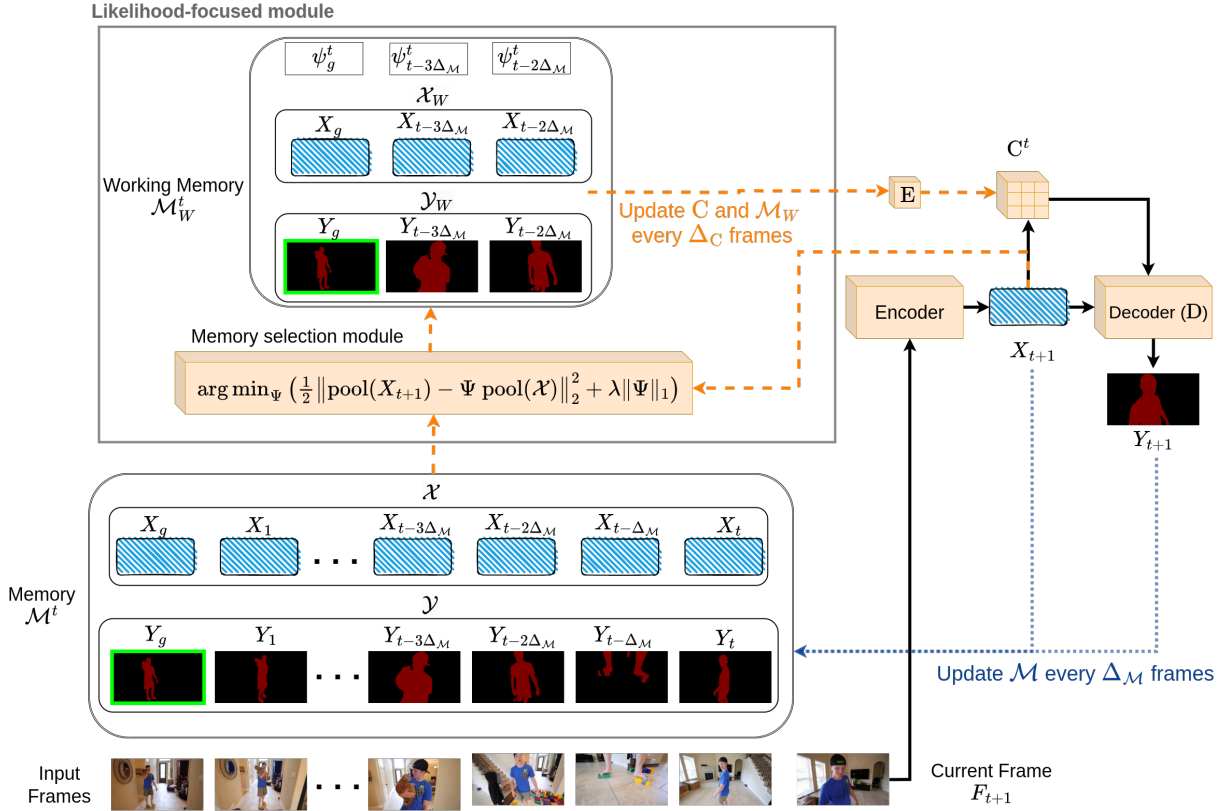 Likelihood-focused module
ψ_g^t ψ_{t−3Δ_ℳ}^t ψ_{t−2Δ_ℳ}^t
𝒳_W
X_g X_{t−3Δ_ℳ} X_{t−2Δ_ℳ}
Working Memory
ℳ_W^t
𝒴_W
Y_g Y_{t−3Δ_ℳ} Y_{t−2Δ_ℳ}
Update C and ℳ_W
every Δ_C frames
E
C^t
Encoder
X_{t+1}
Decoder (D)
Y_{t+1}
Memory selection module
arg min_Ψ (½‖pool(X_{t+1}) − Ψ pool(𝒳)‖_2^2 + λ‖Ψ‖_1)
𝒳
X_g X_1 ... X_{t−3Δ_ℳ} X_{t−2Δ_ℳ} X_{t−Δ_ℳ} X_t
Memory
ℳ^t
𝒴
Y_g Y_1 ... Y_{t−3Δ_ℳ} Y_{t−2Δ_ℳ} Y_{t−Δ_ℳ} Y_t
Update ℳ every Δ_ℳ frames
Input
Frames
...
Current Frame
F_{t+1}